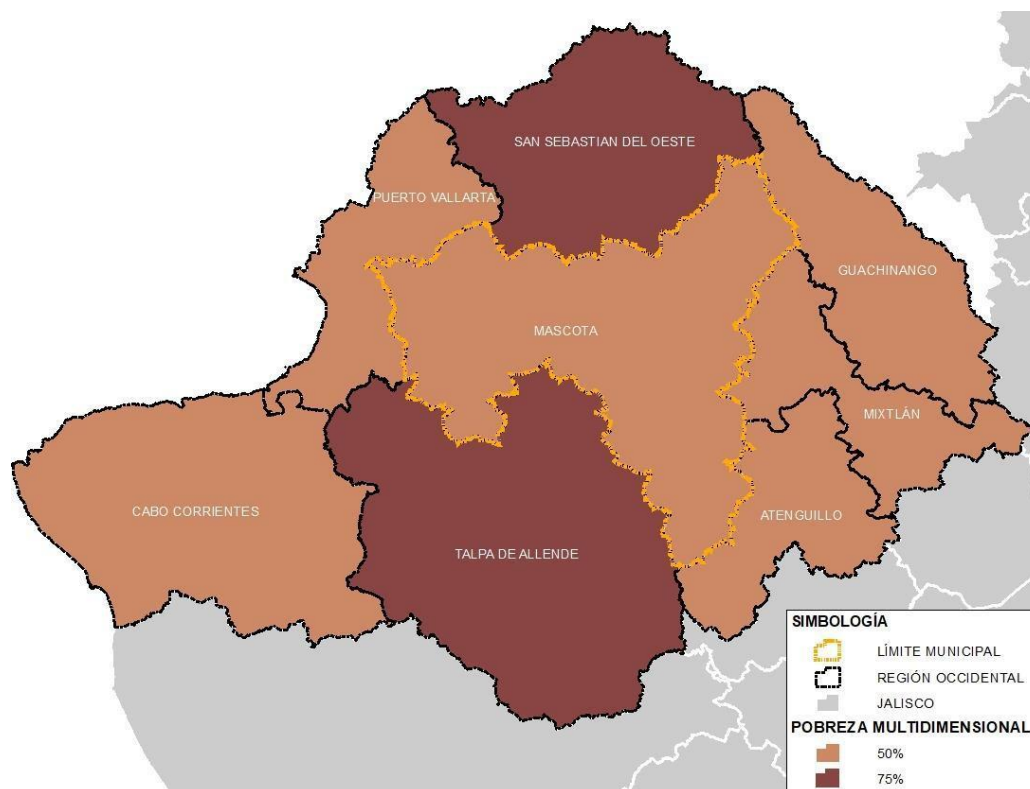 SAN SEBASTIAN DEL OESTE
PUERTO VALLARTA
GUACHINANGO
MASCOTA
MIXTLÁN
CABO CORRIENTES
ATENGUILLO
TALPA DE ALLENDE
SIMBOLOGÍA
LÍMITE MUNICIPAL
REGIÓN OCCIDENTAL
JALISCO
POBREZA MULTIDIMENSIONAL
50%
75%